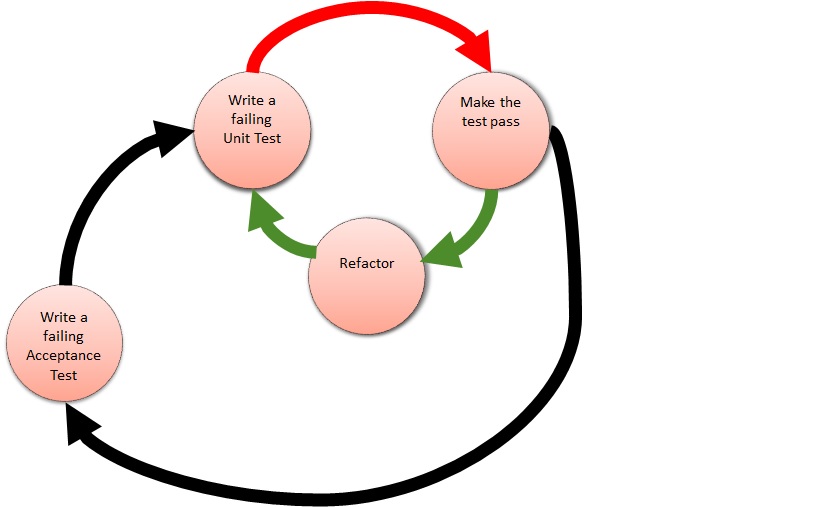 Write a
failing
Unit Test
Make the
test pass
Refactor
Write a
failing
Acceptance
Test